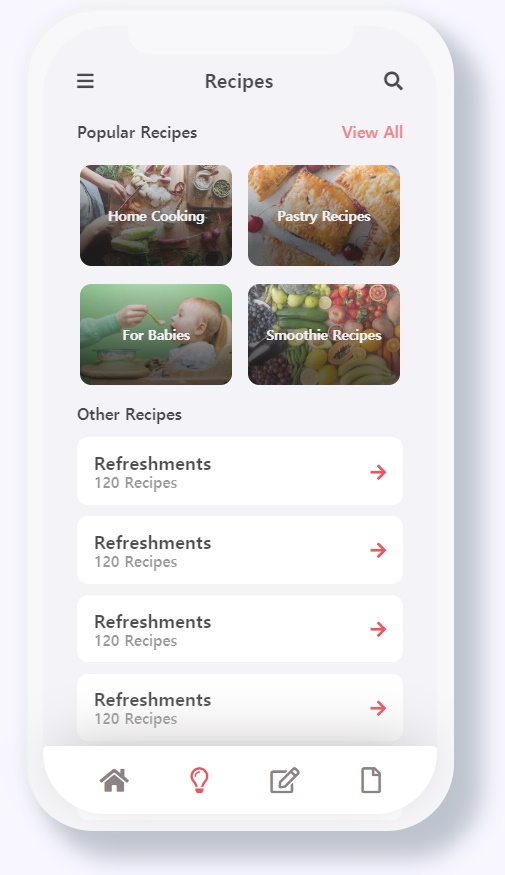 Recipes
Popular Recipes
View All
Home Cooking
Pastry Recipes
For Babies
Smoothie Recipes
Other Recipes
Refreshments
120 Recipes
Refreshments
120 Recipes
Refreshments
120 Recipes
Refreshments
120 Recipes